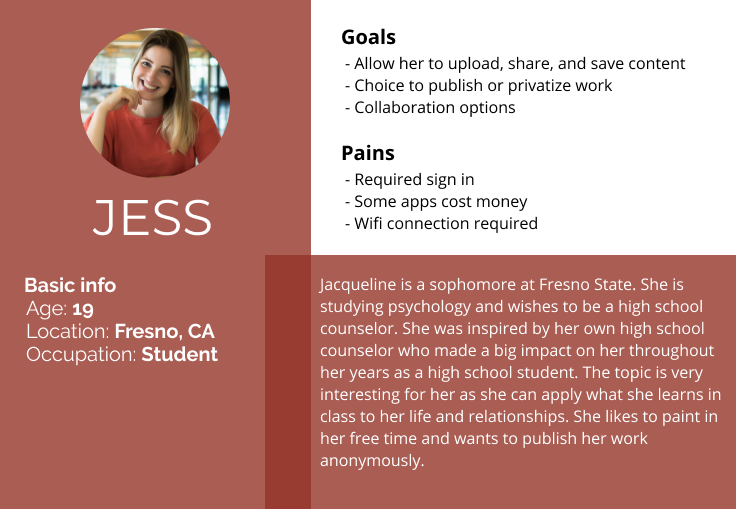 JESS
Basic info
Age: 19
Location: Fresno, CA
Occupation: Student
Goals
- Allow her to upload, share, and save content
- Choice to publish or privatize work
- Collaboration options
Pains
- Required sign in
- Some apps cost money
- Wifi connection required
Jacqueline is a sophomore at Fresno State. She is
studying psychology and wishes to be a high school
counselor. She was inspired by her own high school
counselor who made a big impact on her throughout
her years as a high school student. The topic is very
interesting for her as she can apply what she learns in
class to her life and relationships. She likes to paint in
her free time and wants to publish her work
anonymously.